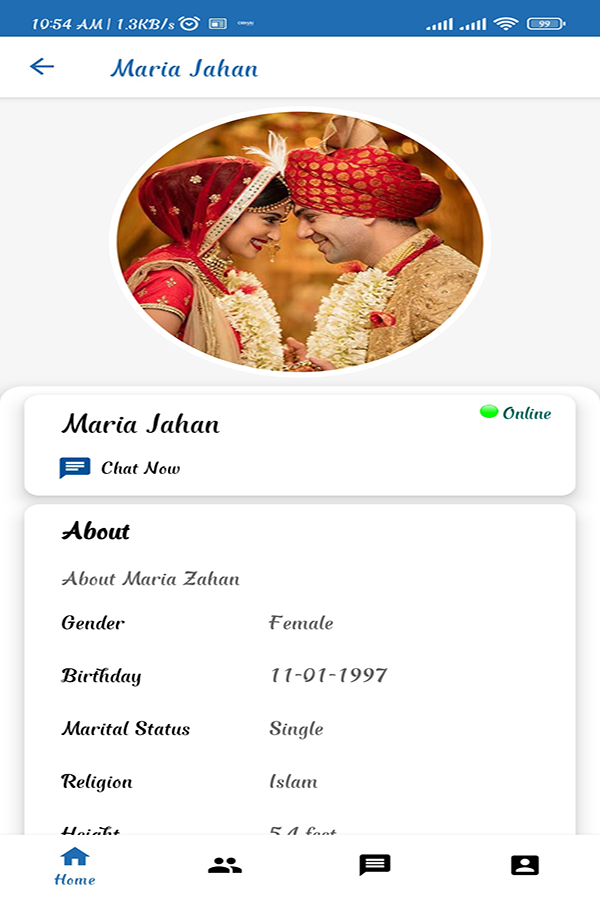 10:54 AM | 1.3KB/s
99
Maria Jahan
Maria Jahan
Online
Chat Now
About
About Maria Zahan
Gender Female
Birthday 11-01-1997
Marital Status Single
Religion Islam
Height 5.4 feet
Home